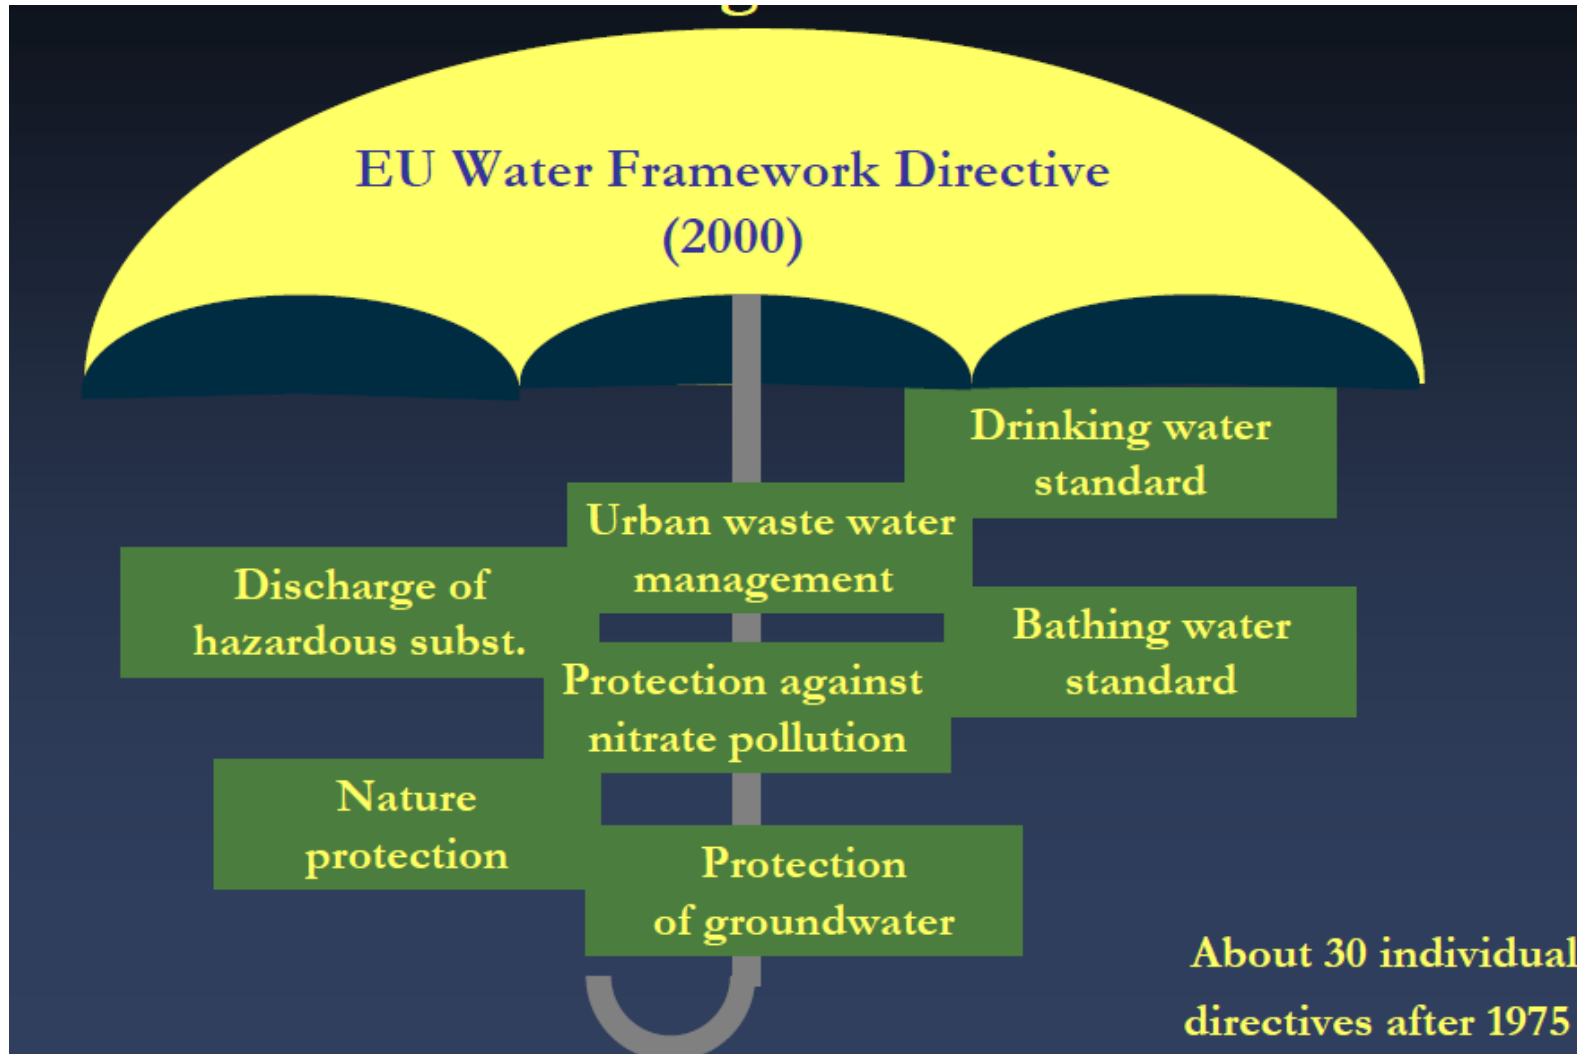 EU Water Framework Directive
(2000)
Drinking water
standard
Urban waste water
management
Discharge of
hazardous subst.
Bathing water
standard
Protection against
nitrate pollution
Nature
protection
Protection
of groundwater
About 30 individual
directives after 1975